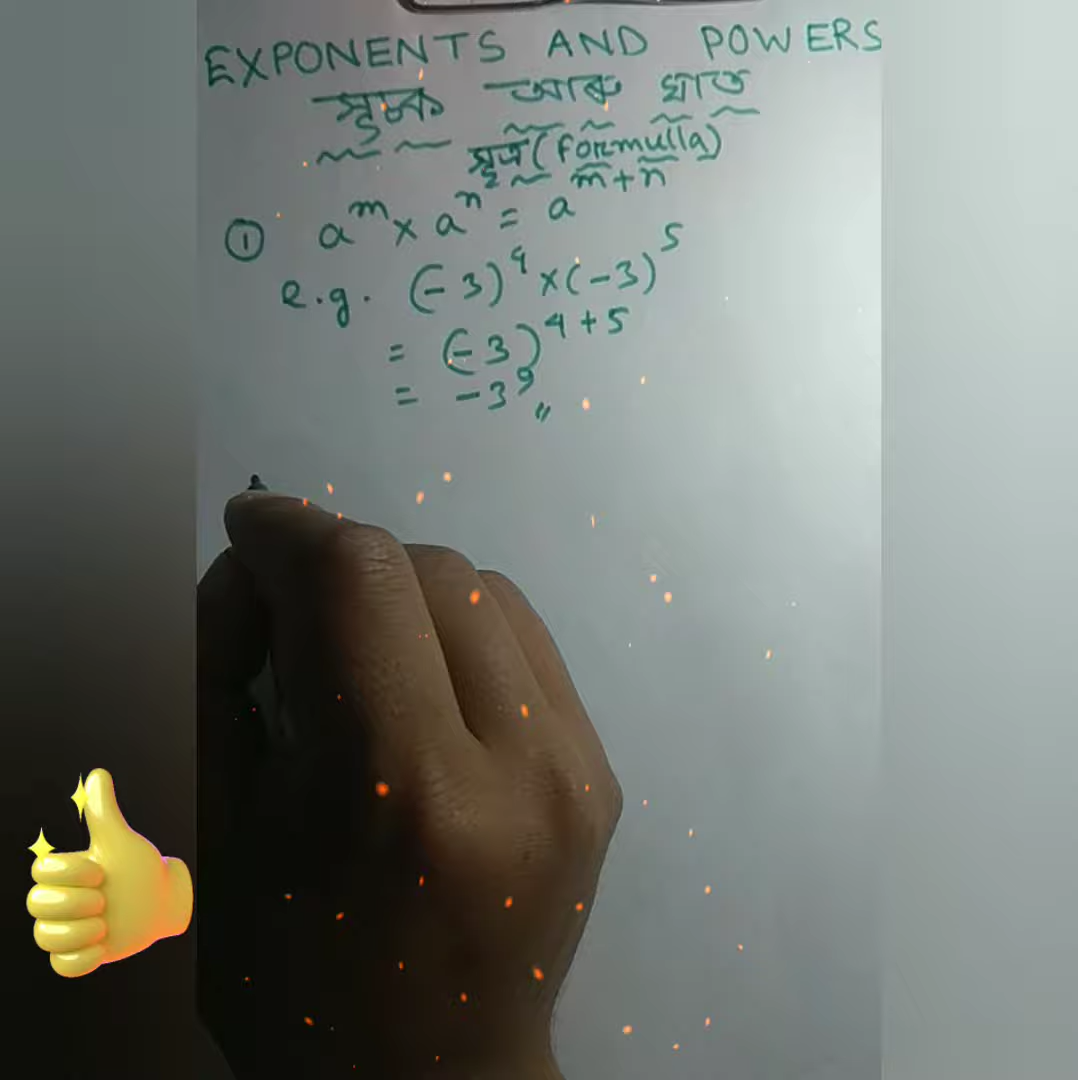 EXPONENTS AND POWERS
সূচক আৰু ঘাত
সূত্ৰ (Formulla)
① a^m × a^n = a^m+n
e.g. (-3)^4 × (-3)^5
= (-3)^4+5
= -3^9 〃